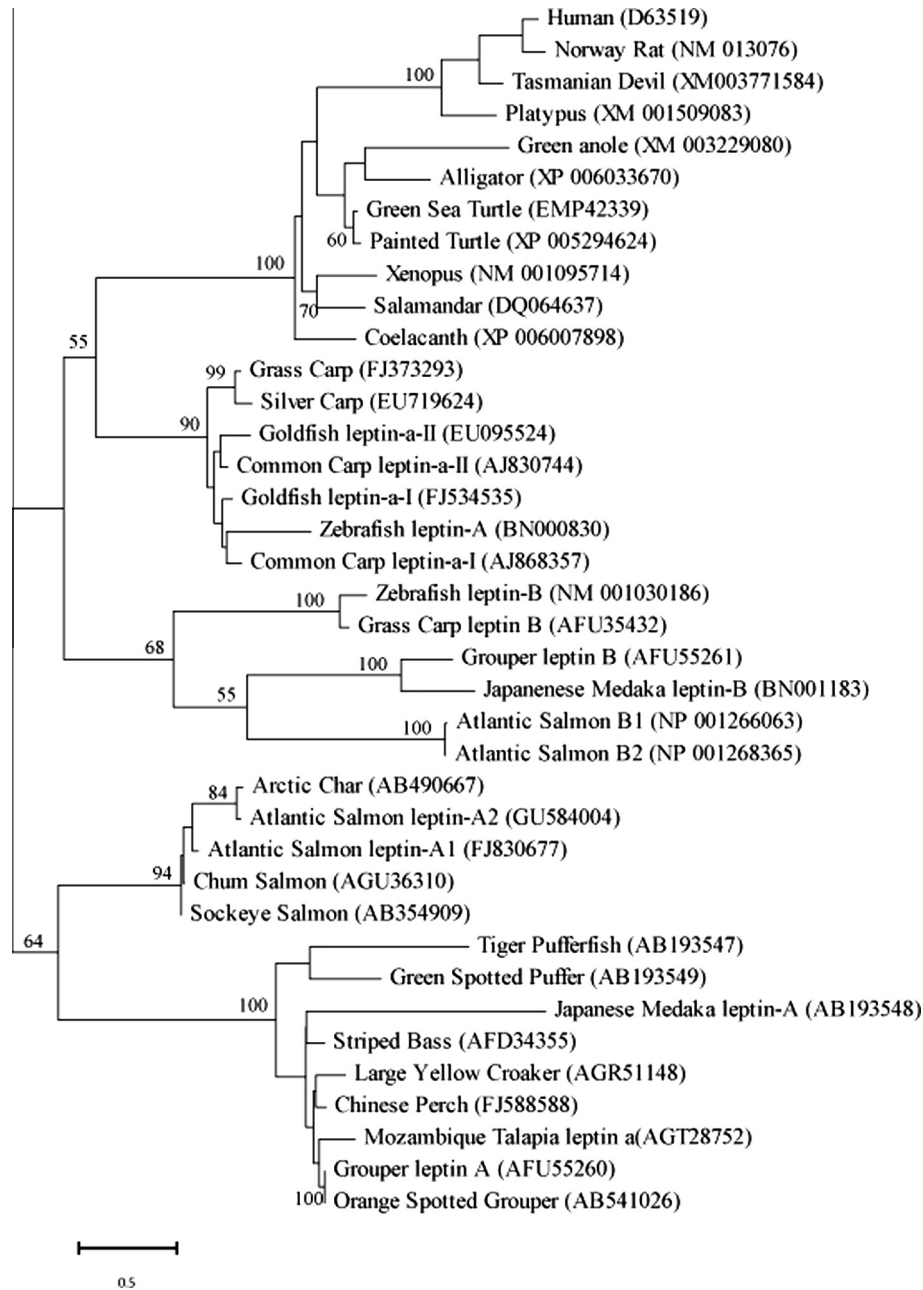 Human (D63519)
Norway Rat (NM 013076)
100
Tasmanian Devil (XM003771584)
Platypus (XM 001509083)
Green anole (XM 003229080)
Alligator (XP 006033670)
Green Sea Turtle (EMP42339)
60
Painted Turtle (XP 005294624)
100
Xenopus (NM 001095714)
70
Salamandar (DQ064637)
Coelacanth (XP 006007898)
55
99
Grass Carp (FJ373293)
Silver Carp (EU719624)
90
Goldfish leptin-a-II (EU095524)
Common Carp leptin-a-II (AJ830744)
Goldfish leptin-a-I (FJ534535)
Zebrafish leptin-A (BN000830)
Common Carp leptin-a-I (AJ868357)
100
Zebrafish leptin-B (NM 001030186)
Grass Carp leptin B (AFU35432)
68
100
Grouper leptin B (AFU55261)
Japanenese Medaka leptin-B (BN001183)
55
100
Atlantic Salmon B1 (NP 001266063)
Atlantic Salmon B2 (NP 001268365)
84
Arctic Char (AB490667)
Atlantic Salmon leptin-A2 (GU584004)
Atlantic Salmon leptin-A1 (FJ830677)
94
Chum Salmon (AGU36310)
Sockeye Salmon (AB354909)
64
Tiger Pufferfish (AB193547)
Green Spotted Puffer (AB193549)
100
Japanese Medaka leptin-A (AB193548)
Striped Bass (AFD34355)
Large Yellow Croaker (AGR51148)
Chinese Perch (FJ588588)
Mozambique Talapia leptin a(AGT28752)
Grouper leptin A (AFU55260)
100
Orange Spotted Grouper (AB541026)
0.5